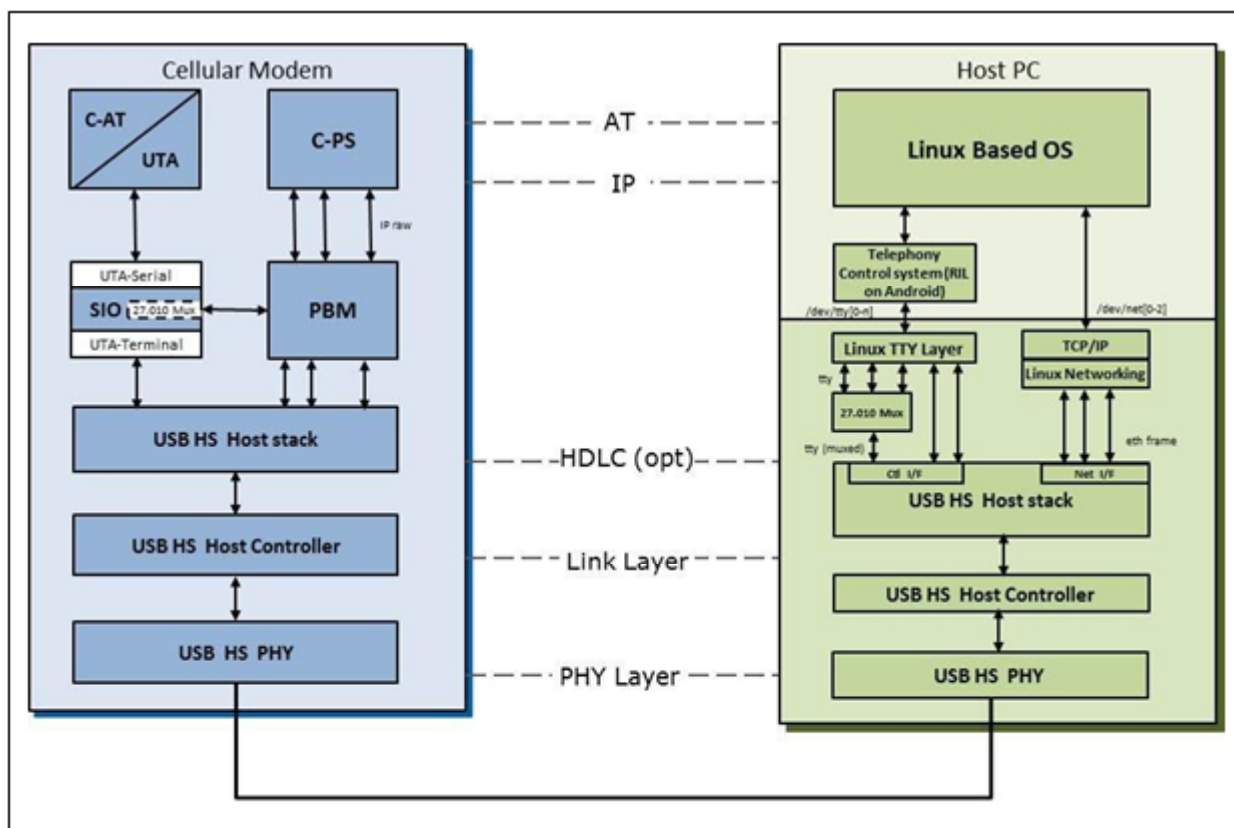 Cellular Modem
C-AT
UTA
C-PS
IP raw
UTA-Serial
SIO 27.010 Mux
UTA-Terminal
PBM
USB HS Host stack
USB HS Host Controller
USB HS PHY
AT
IP
HDLC (opt)
Link Layer
PHY Layer
Host PC
Linux Based OS
Telephony
Control system(RIL
on Android)
/dev/tty[0-n]
/dev/net[0-2]
Linux TTY Layer
TCP/IP
Linux Networking
tty
27.010 Mux
tty (muxed)
eth frame
Ctl I/F
Net I/F
USB HS Host stack
USB HS Host Controller
USB HS PHY